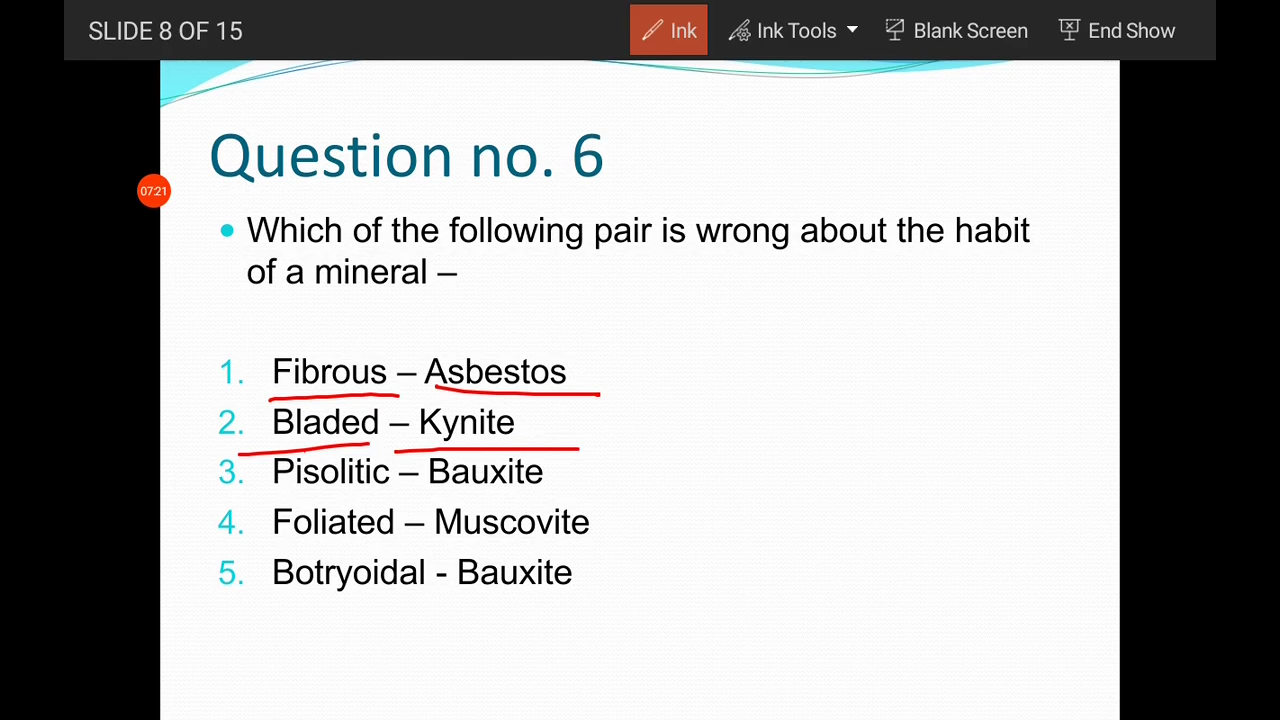 SLIDE 8 OF 15
Ink
Ink Tools
Blank Screen
End Show
Question no. 6
07:21
Which of the following pair is wrong about the habit
of a mineral –
1. Fibrous – Asbestos
2. Bladed – Kynite
3. Pisolitic – Bauxite
4. Foliated – Muscovite
5. Botryoidal - Bauxite